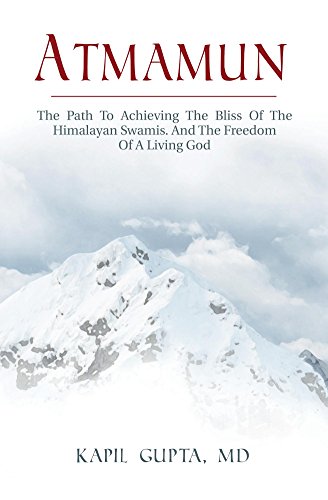 ATMAMUN
The Path To Achieving The Bliss Of The
Himalayan Swamis. And The Freedom
Of A Living God
KAPIL GUPTA, MD